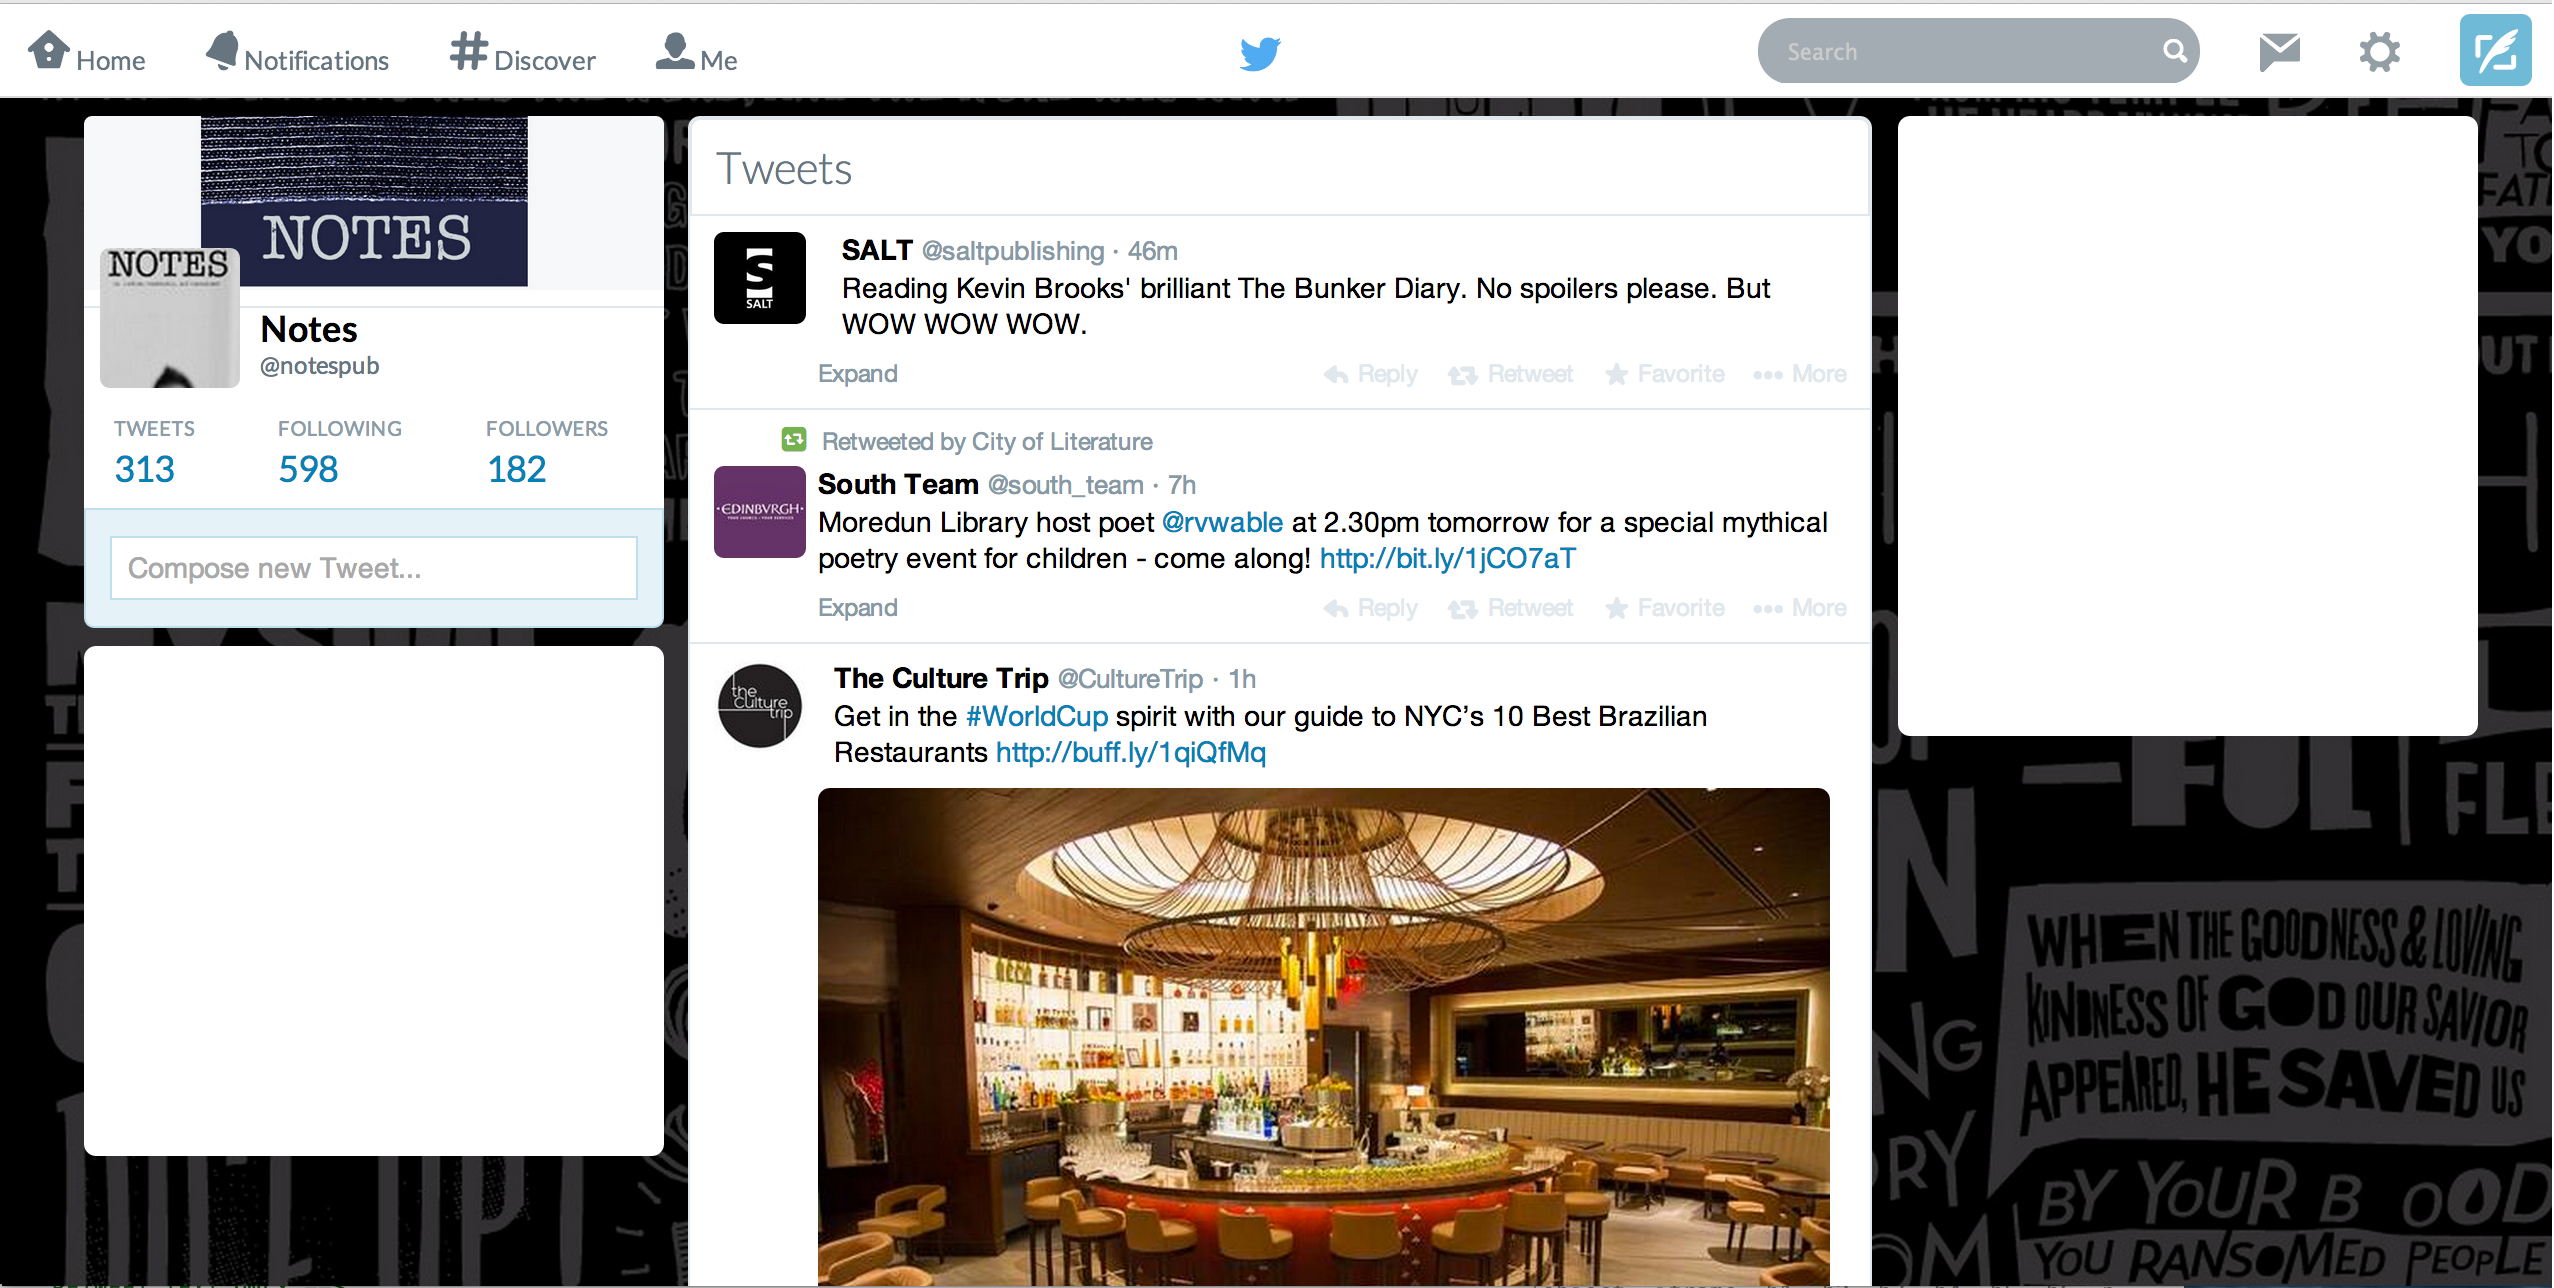 Home
Notifications
Discover
Me
Search
NOTES
NOTES
Notes
@notespub
TWEETS
FOLLOWING
FOLLOWERS
313
598
182
Compose new Tweet...
Tweets
SALT
SALT @saltpublishing · 46m
Reading Kevin Brooks' brilliant The Bunker Diary. No spoilers please. But
WOW WOW WOW.
Expand
Reply
Retweet
Favorite
More
Retweeted by City of Literature
·EDINBVRGH·
YOUR COUNCIL · YOUR SERVICES
South Team @south_team · 7h
Moredun Library host poet @rvwable at 2.30pm tomorrow for a special mythical
poetry event for children - come along! http://bit.ly/1jCO7aT
Expand
Reply
Retweet
Favorite
More
the
culture
trip
The Culture Trip @CultureTrip · 1h
Get in the #WorldCup spirit with our guide to NYC's 10 Best Brazilian
Restaurants http://buff.ly/1qiQfMq
WHEN THE GOODNESS & LOVING
KINDNESS OF GOD OUR SAVIOR
APPEARED, HE SAVED US
BY YOUR B OOD
YOU RANSOMED PEOPLE